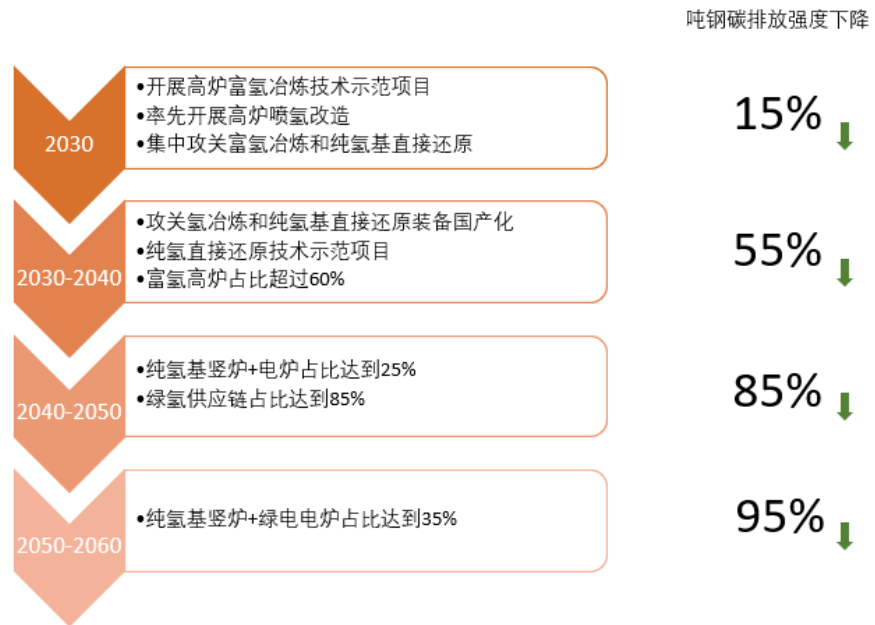 吨钢碳排放强度下降
2030
•开展高炉富氢冶炼技术示范项目
•率先开展高炉喷氢改造
•集中攻关富氢冶炼和纯氢基直接还原
15%
2030-2040
•攻关氢冶炼和纯氢基直接还原装备国产化
•纯氢直接还原技术示范项目
•富氢高炉占比超过60%
55%
2040-2050
•纯氢基竖炉+电炉占比达到25%
•绿氢供应链占比达到85%
85%
2050-2060
•纯氢基竖炉+绿电电炉占比达到35%
95%